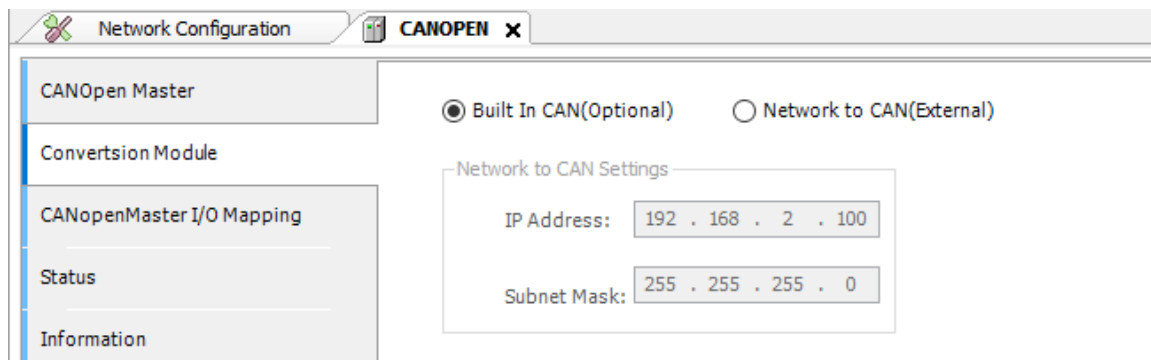 Network Configuration
CANOPEN
CANOpen Master
Convertsion Module
CANopenMaster I/O Mapping
Status
Information
Built In CAN(Optional)
Network to CAN(External)
Network to CAN Settings
IP Address: 192 . 168 . 2 . 100
Subnet Mask: 255 . 255 . 255 . 0